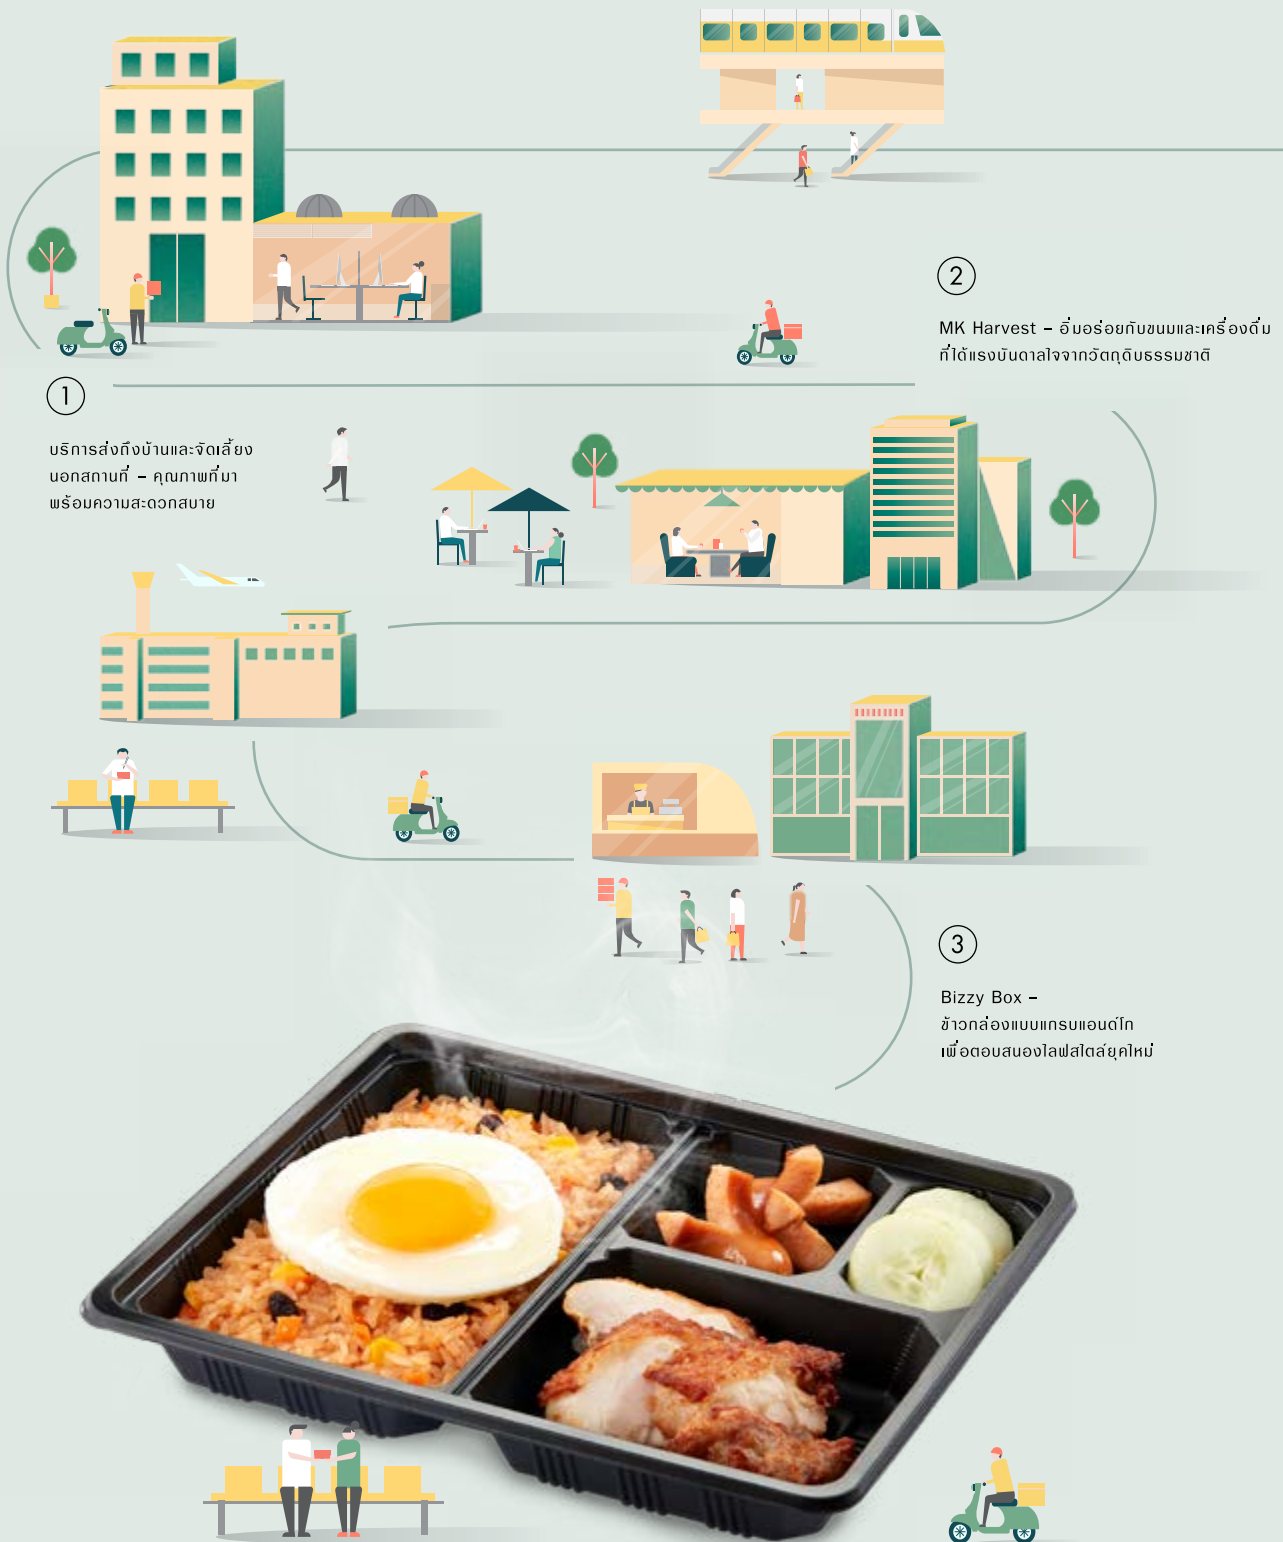 1
บริการส่งถึงบ้านและจัดเลี้ยง
นอกสถานที่ – คุณภาพที่มา
พร้อมความสะดวกสบาย
2
MK Harvest – อิ่มอร่อยกับขนมและเครื่องดื่ม
ที่ได้แรงบันดาลใจจากวัตถุดิบธรรมชาติ
3
Bizzy Box –
ข้าวกล่องแบบแกรบแอนด์โก
เพื่อตอบสนองไลฟสไตล์ยุคใหม่